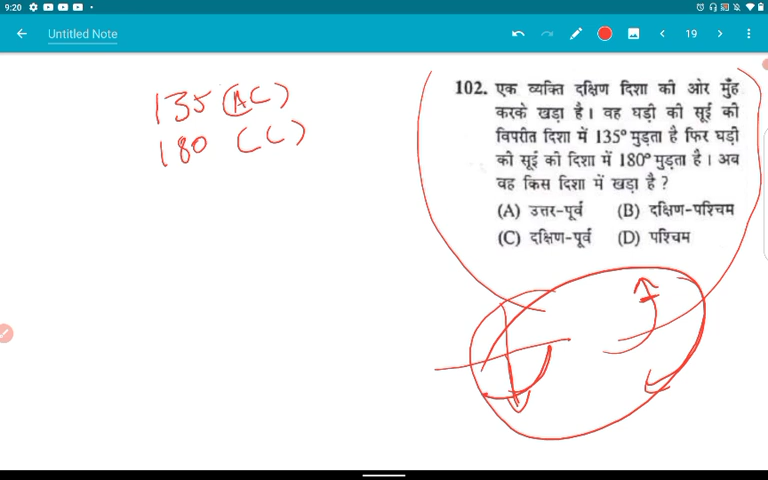 9:20
Untitled Note
19
135 (AC)
180 (C)
102. एक व्यक्ति दक्षिण दिशा की ओर मुँह
करके खड़ा है। वह घड़ी की सूई की
विपरीत दिशा में 135° मुड़ता है फिर घड़ी
की सूई की दिशा में 180° मुड़ता है। अब
वह किस दिशा में खड़ा है ?
(A) उत्तर-पूर्व (B) दक्षिण-पश्चिम
(C) दक्षिण-पूर्व (D) पश्चिम